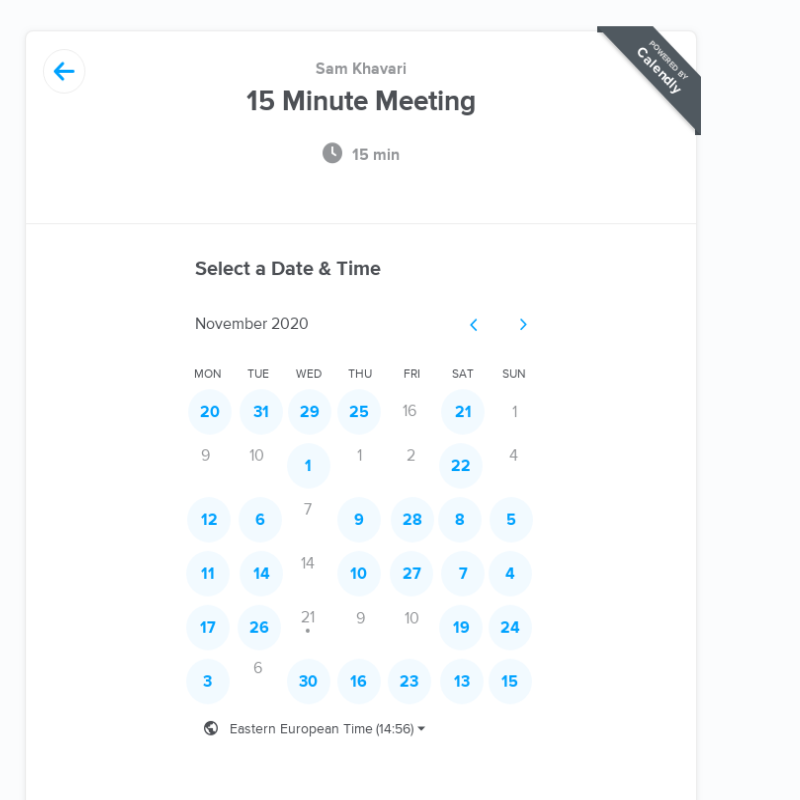 POWERED BY
Calendly
Sam Khavari
15 Minute Meeting
15 min
Select a Date & Time
November 2020
MON TUE WED THU FRI SAT SUN
20 31 29 25 16 21 1
9 10 1 1 2 22 4
12 6 7 9 28 8 5
11 14 14 10 27 7 4
17 26 21 9 10 19 24
3 6 30 16 23 13 15
Eastern European Time (14:56)